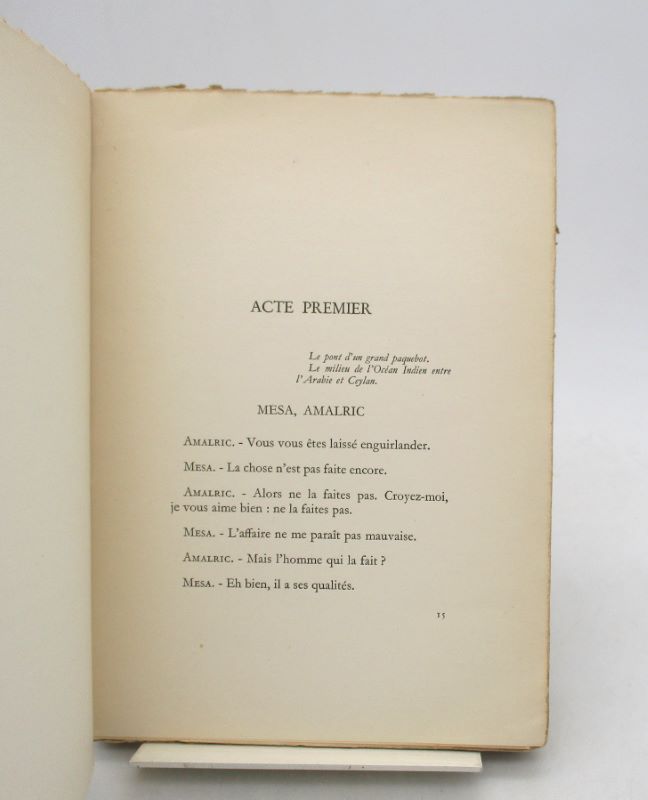 ACTE PREMIER
Le pont d'un grand paquebot.
Le milieu de l'Océan Indien entre
l'Arabie et Ceylan.
MESA, AMALRIC
AMALRIC. - Vous vous êtes laissé enguirlander.
MESA. - La chose n'est pas faite encore.
AMALRIC. - Alors ne la faites pas. Croyez-moi,
je vous aime bien : ne la faites pas.
MESA. - L'affaire ne me paraît pas mauvaise.
AMALRIC. - Mais l'homme qui la fait ?
MESA. - Eh bien, il a ses qualités.
15